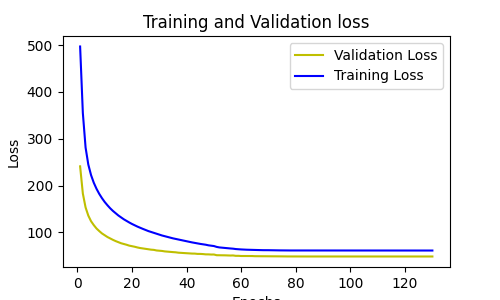 Training and Validation loss
500
400
300
200
100
Loss
Validation Loss
Training Loss
0 20 40 60 80 100 120
Epochs